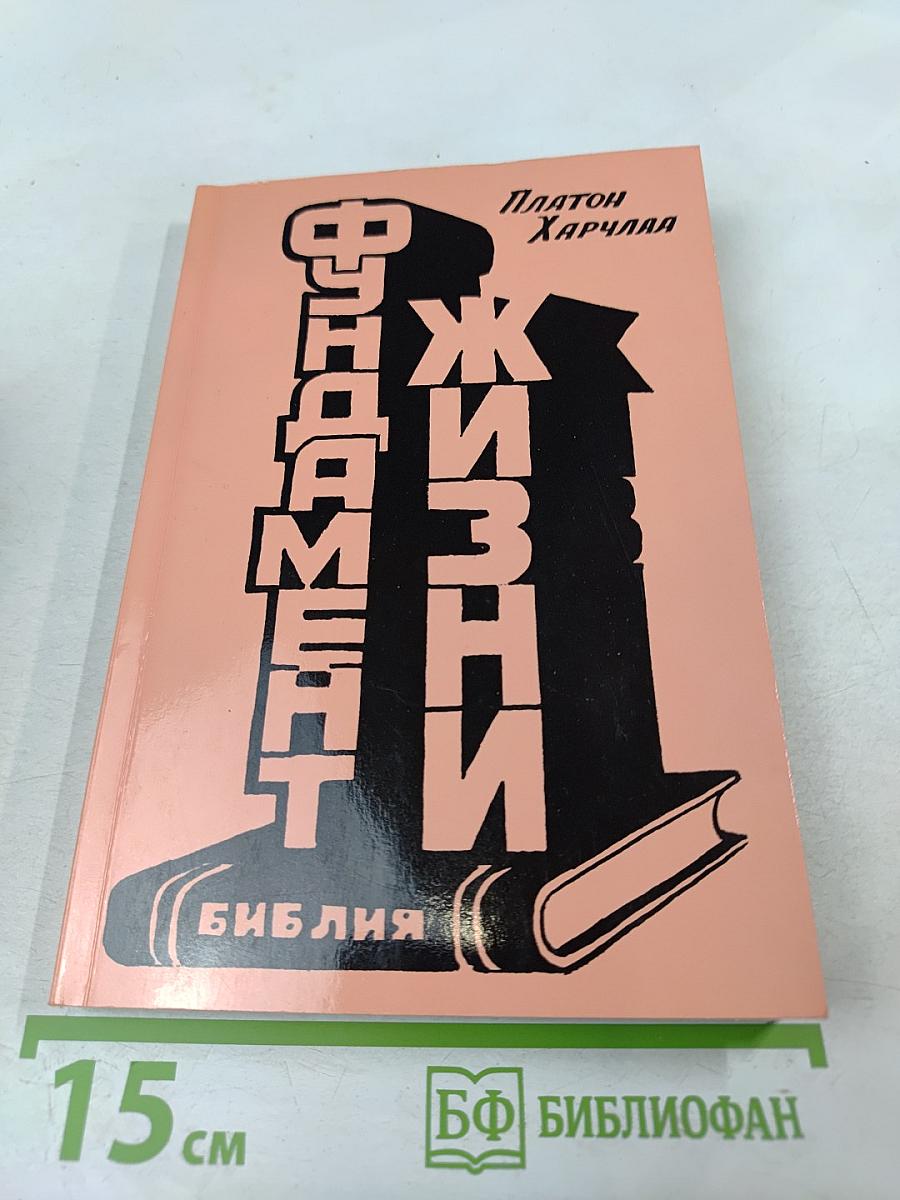 ПЛАТОН
ХАРЧЛАА
ФУНДАМЕНТ
ЖИЗНИ
БИБЛИЯ
15 см
БФ БИБЛИОФАН